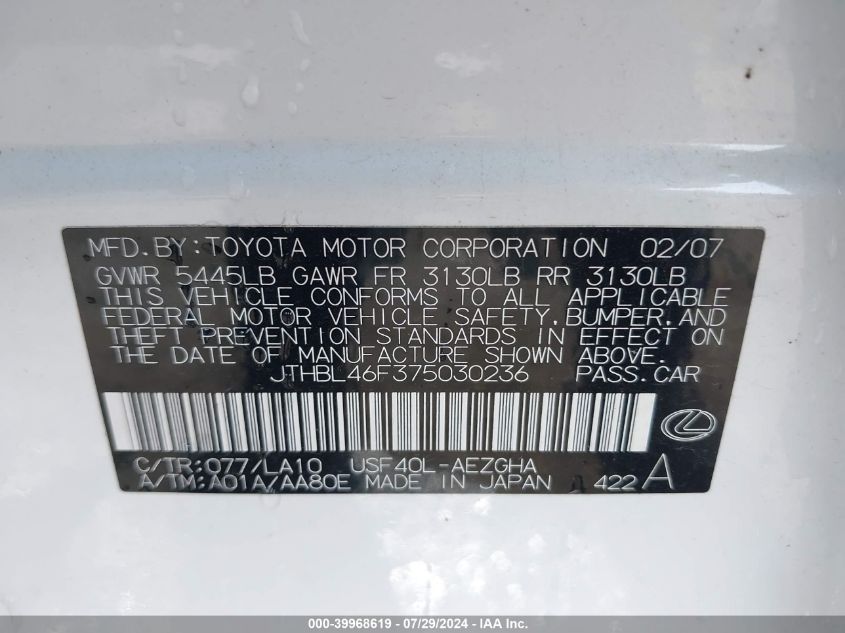 MFD.BY:TOYOTA MOTOR CORPORATION 02/07
GVWR 5445LB GAWR FR 3130LB RR 3130LB
THIS VEHICLE CONFORMS TO ALL APPLICABLE
FEDERAL MOTOR VEHICLE SAFETY,BUMPER,AND
THEFT PREVENTION STANDARDS IN EFFECT ON
THE DATE OF MANUFACTURE SHOWN ABOVE.
JTHBL46F375030236 PASS.CAR
C/TR:077/LA10 USF40L-AEZGHA
A/TM:A01A/AA80E MADE IN JAPAN 422 A
000-39968619 - 07/29/2024 - IAA Inc.